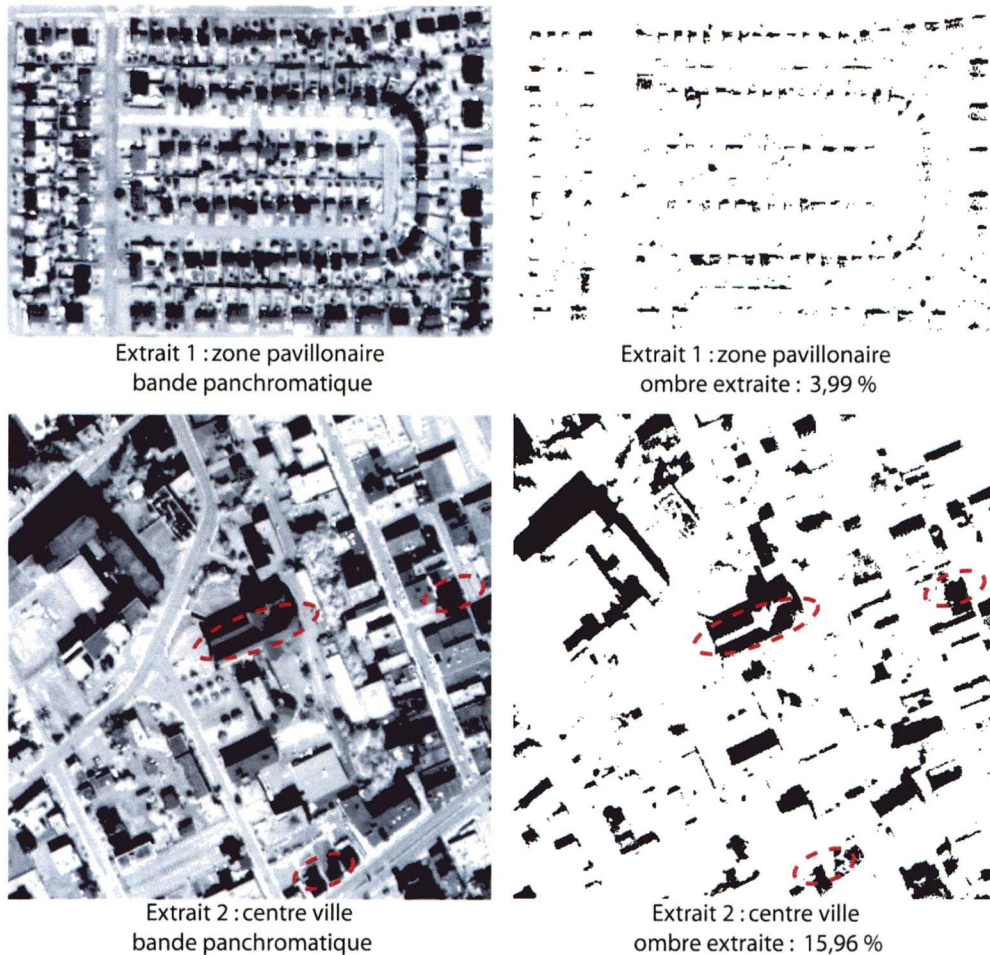 Extrait 1 : zone pavillonaire
bande panchromatique
Extrait 1 : zone pavillonaire
ombre extraite : 3,99 %
Extrait 2 : centre ville
bande panchromatique
Extrait 2 : centre ville
ombre extraite : 15,96 %